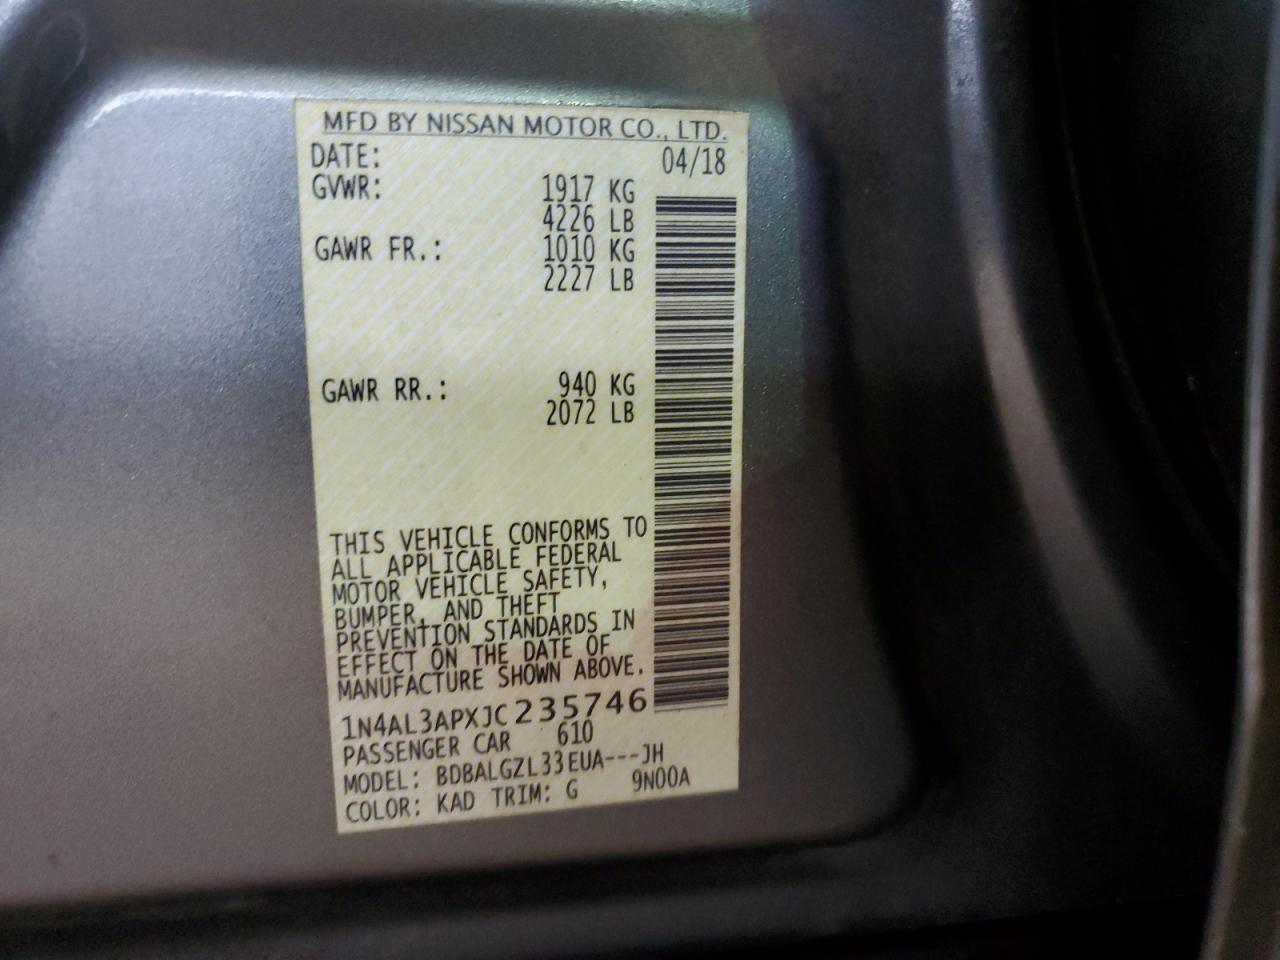 MFD BY NISSAN MOTOR CO., LTD.
DATE: 04/18
GVWR: 1917 KG
4226 LB
GAWR FR.: 1010 KG
2227 LB
GAWR RR.: 940 KG
2072 LB
THIS VEHICLE CONFORMS TO
ALL APPLICABLE FEDERAL
MOTOR VEHICLE SAFETY,
BUMPER, AND THEFT
PREVENTION STANDARDS IN
EFFECT ON THE DATE OF
MANUFACTURE SHOWN ABOVE.
1N4AL3APXJC235746
PASSENGER CAR 610
MODEL: BDBALGZL33EUA---JH
COLOR: KAD TRIM: G 9N00A